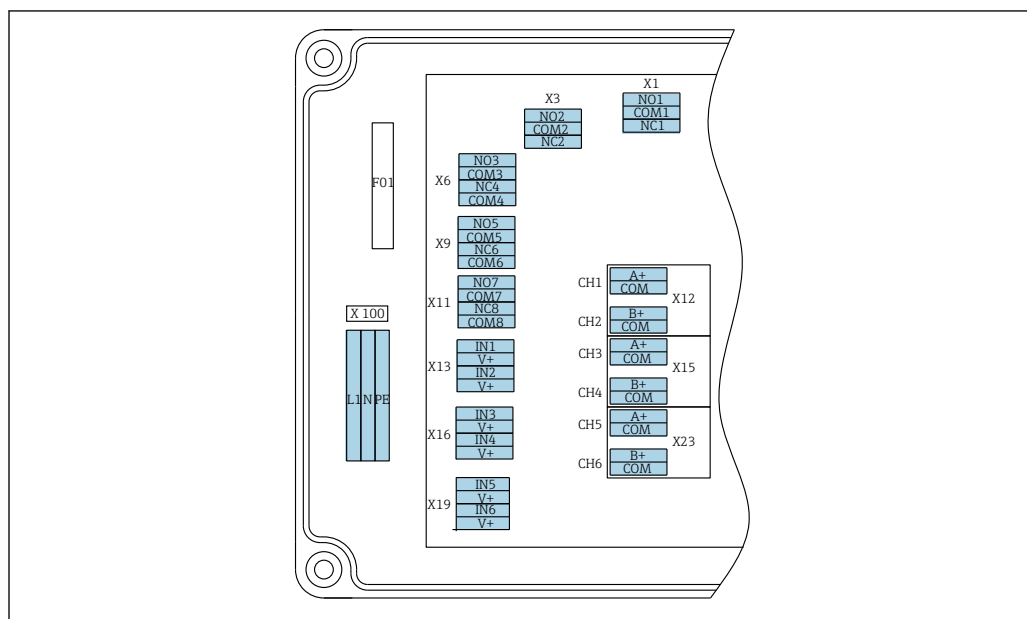 X1
NO1
COM1
NC1
X3
NO2
COM2
NC2
X6
NO3
COM3
NC4
COM4
F01
X9
NO5
COM5
NC6
COM6
X11
NO7
COM7
NC8
COM8
X 100
L1 N PE
X13
IN1
V+
IN2
V+
X16
IN3
V+
IN4
V+
X19
IN5
V+
IN6
V+
CH1
A+
COM
X12
CH2
B+
COM
CH3
A+
COM
X15
CH4
B+
COM
CH5
A+
COM
X23
CH6
B+
COM